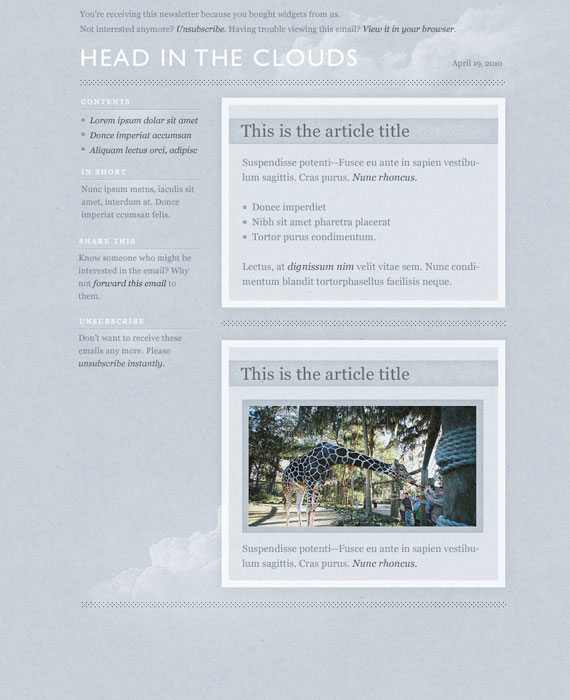 You're receiving this newsletter because you bought widgets from us.
Not interested anymore? Unsubscribe. Having trouble viewing this email? View it in your browser.
HEAD IN THE CLOUDS
April 19, 2010
CONTENTS
Lorem ipsum dolar sit amet
Donce imperiat accumsan
Aliquam lectus orci, adipisc
IN SHORT
Nunc ipsum metus, iaculis sit
amet, interdum at. Donce
imperiat ccumsan felis.
SHARE THIS
Know someone who might be
interested in the email? Why
not forward this email to
them.
UNSUBSCRIBE
Don't want to receive these
emails any more. Please
unsubscribe instantly.
This is the article title
Suspendisse potenti--Fusce eu ante in sapien vestibu-
lum sagittis. Cras purus. Nunc rhoncus.
Donec imperdiet
Nibh sit amet pharetra placerat
Tortor purus condimentum.
Lectus, at dignissum nim velit vitae sem. Nunc condi-
mentum blandit tortorphasellus facilisis neque.
This is the article title
Suspendisse potenti--Fusce eu ante in sapien vestibu-
lum sagittis. Cras purus. Nunc rhoncus.